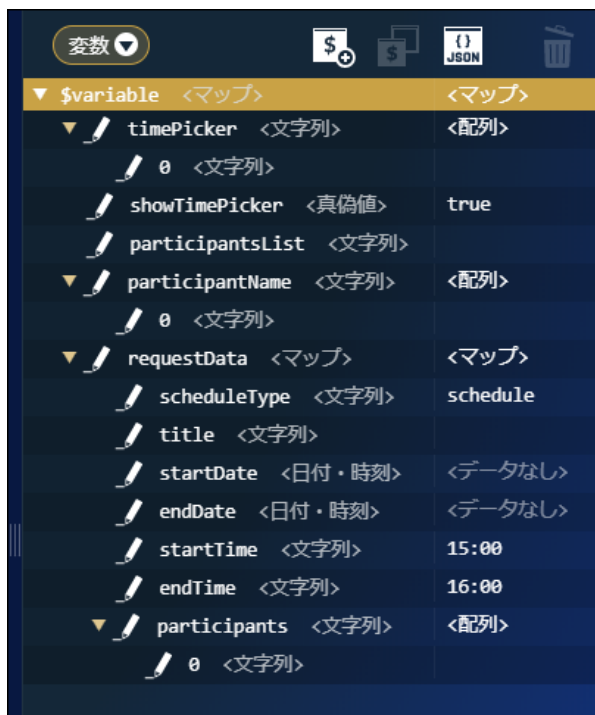 変数
$
$
{}
JSON
$variable <マップ> <マップ>
timePicker <文字列> <配列>
0 <文字列>
showTimePicker <真偽値> true
participantsList <文字列>
participantName <文字列> <配列>
0 <文字列>
requestData <マップ> <マップ>
scheduleType <文字列> schedule
title <文字列>
startDate <日付・時刻> <データなし>
endDate <日付・時刻> <データなし>
startTime <文字列> 15:00
endTime <文字列> 16:00
participants <文字列> <配列>
0 <文字列>